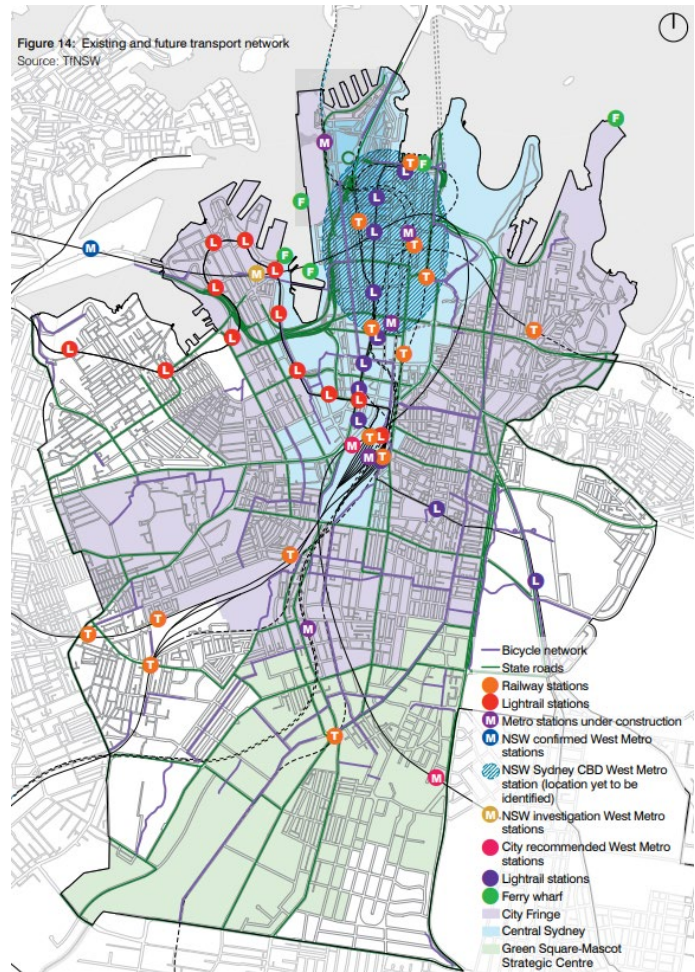 Figure 14: Existing and future transport network
Source: TfNSW
M
T
F
L
F
L
F
T
L
M
T
L
L
M
M
L
F
F
T
L
L
L
T
M
L
T
L
T
L
L
L
L
L
L
L
M
T
L
M
T
L
T
L
T
T
M
T
T
M
Bicycle network
State roads
Railway stations
Lightrail stations
M Metro stations under construction
M NSW confirmed West Metro
stations
NSW Sydney CBD West Metro
station (location yet to be
identified)
M NSW investigation West Metro
stations
M City recommended West Metro
stations
Lightrail stations
Ferry wharf
City Fringe
Central Sydney
Green Square-Mascot
Strategic Centre